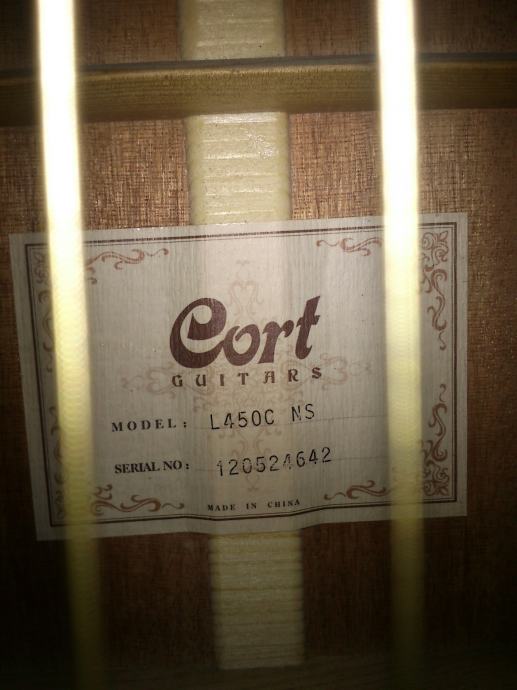 Cort
GUITARS
MODEL: L450C NS
SERIAL NO: 120524642
MADE IN CHINA